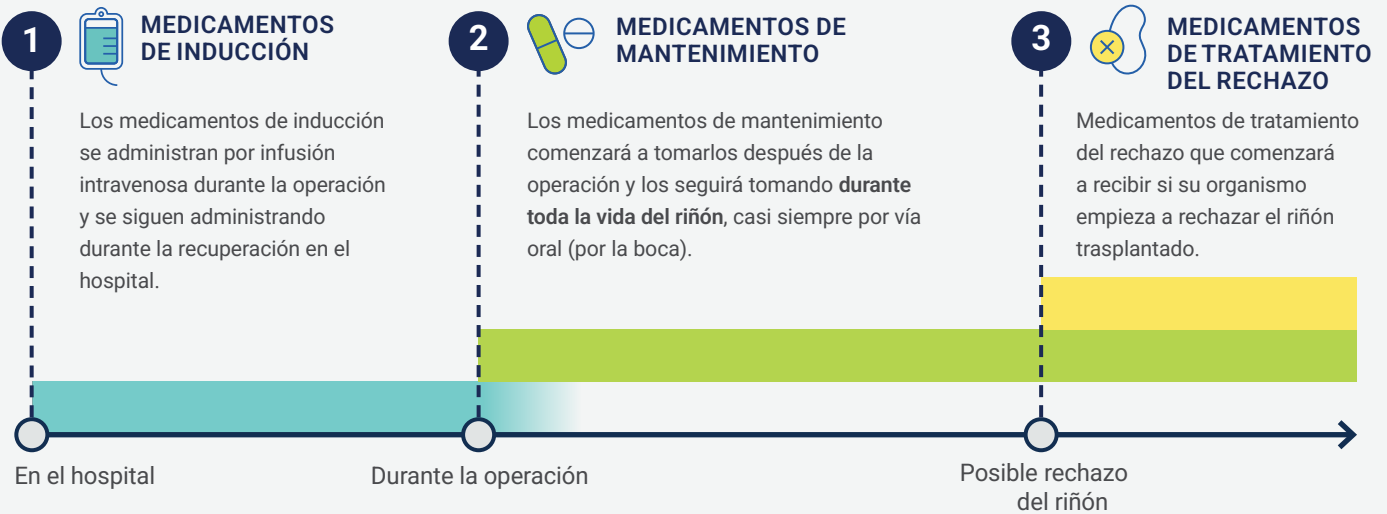 1
MEDICAMENTOS
DE INDUCCIÓN
Los medicamentos de inducción
se administran por infusión
intravenosa durante la operación
y se siguen administrando
durante la recuperación en el
hospital.
2
MEDICAMENTOS DE
MANTENIMIENTO
Los medicamentos de mantenimiento
comenzará a tomarlos después de la
operación y los seguirá tomando durante
toda la vida del riñón, casi siempre por vía
oral (por la boca).
3
MEDICAMENTOS
DE TRATAMIENTO
DEL RECHAZO
Medicamentos de tratamiento
del rechazo que comenzará
a recibir si su organismo
empieza a rechazar el riñón
trasplantado.
En el hospital
Durante la operación
Posible rechazo
del riñón